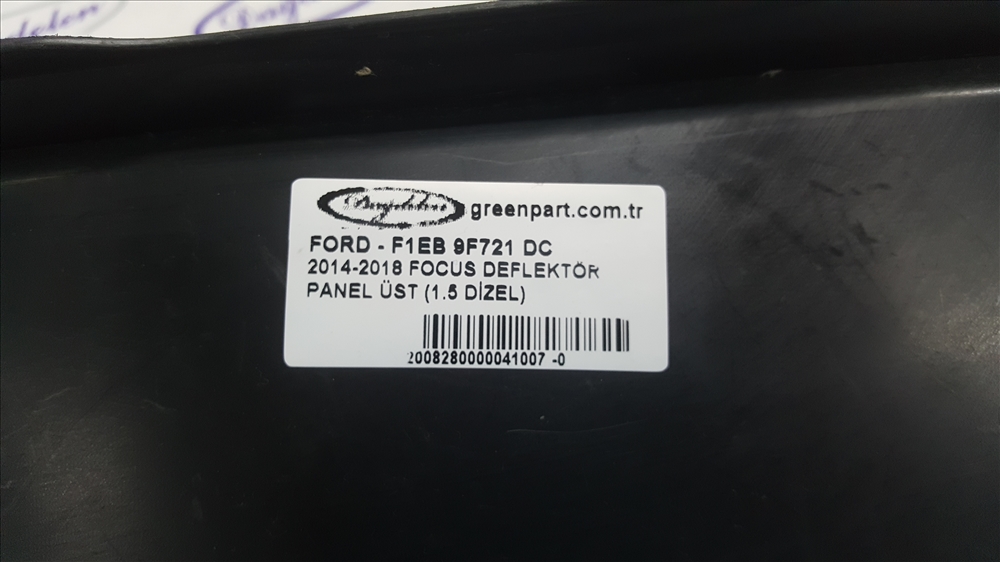 greenpart.com.tr
FORD - F1EB 9F721 DC
2014-2018 FOCUS DEFLEKTÖR
PANEL ÜST (1.5 DİZEL)
2008280000041007 -0